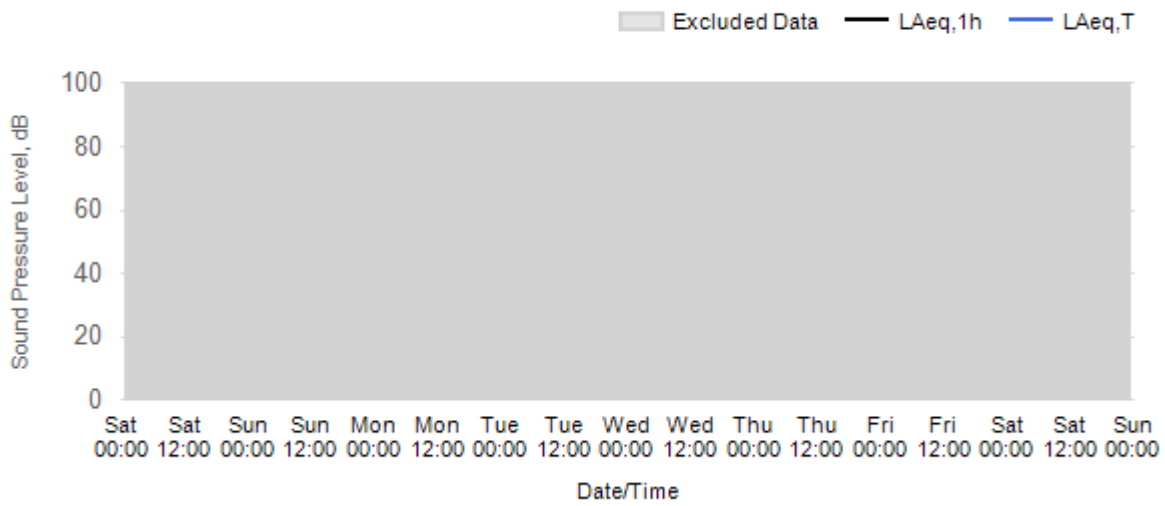 Excluded Data LAeq,1h LAeq,T
Sound Pressure Level, dB
100
80
60
40
20
0
Sat Sat Sun Sun Mon Mon Tue Tue Wed Wed Thu Thu Fri Fri Sat Sat Sun
00:00 12:00 00:00 12:00 00:00 12:00 00:00 12:00 00:00 12:00 00:00 12:00 00:00 12:00 00:00 12:00 00:00
Date/Time